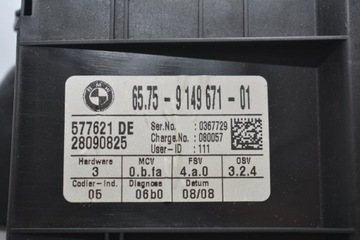 BMW
65.75 - 9 149 671 - 01
577621 DE
28090825
Ser.No. : 0367729
Charge.No. : 080057
User-ID : 111
Hardware MCV FSV OSV
3 0.b.fa 4.a.0 3.2.4
Codier-Ind. Diagnose Datum
05 06b0 08/08